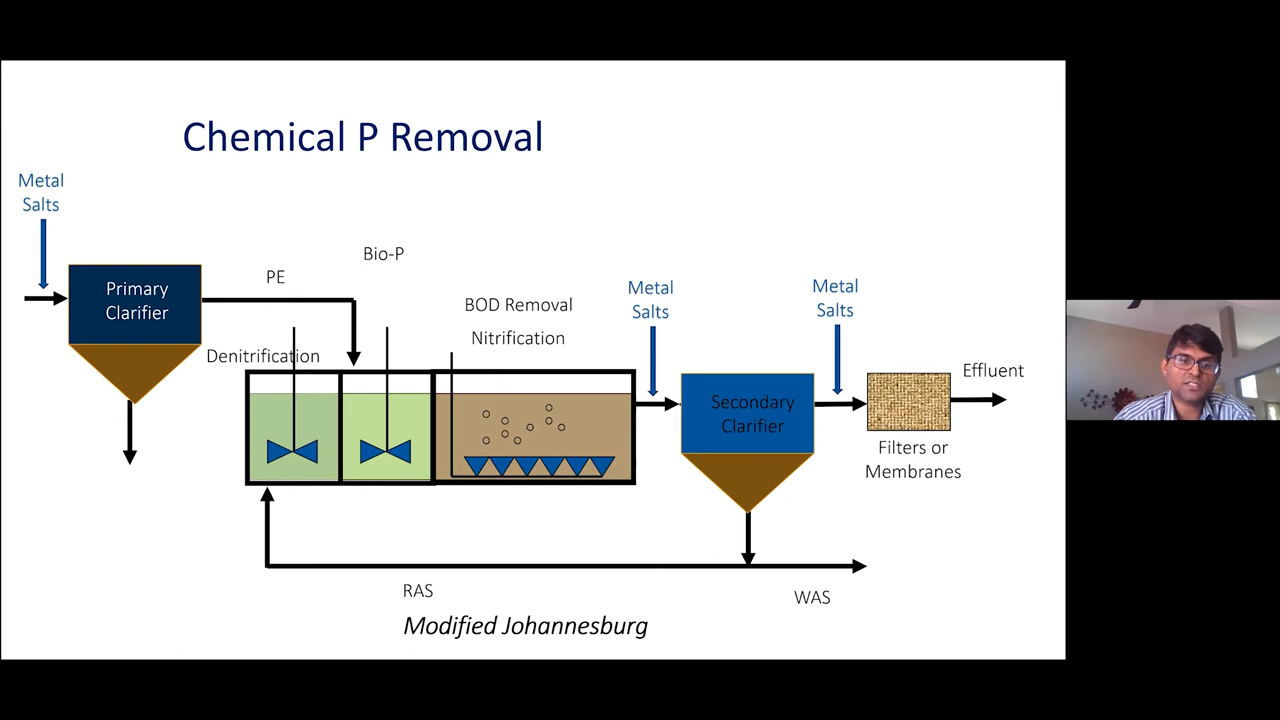 Chemical P Removal
Metal
Salts
Primary
Clarifier
PE
Bio-P
Denitrification
BOD Removal
Nitrification
Metal
Salts
Secondary
Clarifier
Metal
Salts
Effluent
Filters or
Membranes
RAS
WAS
Modified Johannesburg